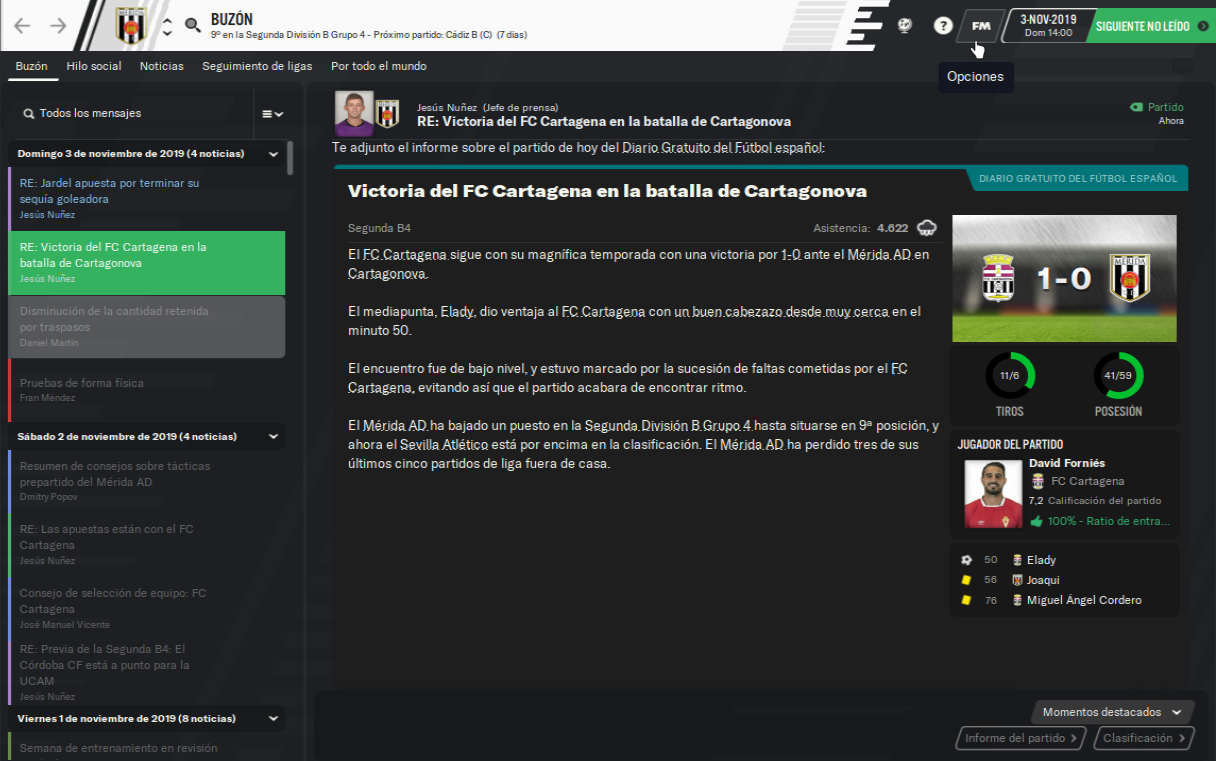 BUZÓN
9º en la Segunda División B Grupo 4 - Próximo partido: Cádiz B (C) (7 días)
?
FM
3-NOV-2019
Dom 14:00
SIGUIENTE NO LEÍDO
Buzón Hilo social Noticias Seguimiento de ligas Por todo el mundo
Opciones
Todos los mensajes
Domingo 3 de noviembre de 2019 (4 noticias)
RE: Jardel apuesta por terminar su
sequía goleadora
Jesús Nuñez
RE: Victoria del FC Cartagena en la
batalla de Cartagonova
Jesús Nuñez
Disminución de la cantidad retenida
por traspasos
Daniel Martín
Pruebas de forma física
Fran Méndez
Sábado 2 de noviembre de 2019 (4 noticias)
Resumen de consejos sobre tácticas
prepartido del Mérida AD
Dmitry Popov
RE: Las apuestas están con el FC
Cartagena
Jesús Nuñez
Consejo de selección de equipo: FC
Cartagena
José Manuel Vicente
RE: Previa de la Segunda B4: El
Córdoba CF está a punto para la
UCAM
Jesús Nuñez
Viernes 1 de noviembre de 2019 (8 noticias)
Semana de entrenamiento en revisión
Jesús Nuñez (Jefe de prensa)
RE: Victoria del FC Cartagena en la batalla de Cartagonova
Partido
Ahora
Te adjunto el informe sobre el partido de hoy del Diario Gratuito del Fútbol español:
DIARIO GRATUITO DEL FÚTBOL ESPAÑOL
Victoria del FC Cartagena en la batalla de Cartagonova
Segunda B4
Asistencia: 4.622
El FC Cartagena sigue con su magnífica temporada con una victoria por 1-0 ante el Mérida AD en
Cartagonova.
El mediapunta, Elady, dio ventaja al FC Cartagena con un buen cabezazo desde muy cerca en el
minuto 50.
El encuentro fue de bajo nivel, y estuvo marcado por la sucesión de faltas cometidas por el FC
Cartagena, evitando así que el partido acabara de encontrar ritmo.
El Mérida AD ha bajado un puesto en la Segunda División B Grupo 4 hasta situarse en 9ª posición, y
ahora el Sevilla Atlético está por encima en la clasificación. El Mérida AD ha perdido tres de sus
últimos cinco partidos de liga fuera de casa.
1-0
MÉRIDA
11/6
41/59
TIROS
POSESIÓN
JUGADOR DEL PARTIDO
David Forniés
FC Cartagena
7,2 Calificación del partido
100% - Ratio de entra...
50 Elady
56 Joaqui
76 Miguel Ángel Cordero
Momentos destacados
Informe del partido
Clasificación